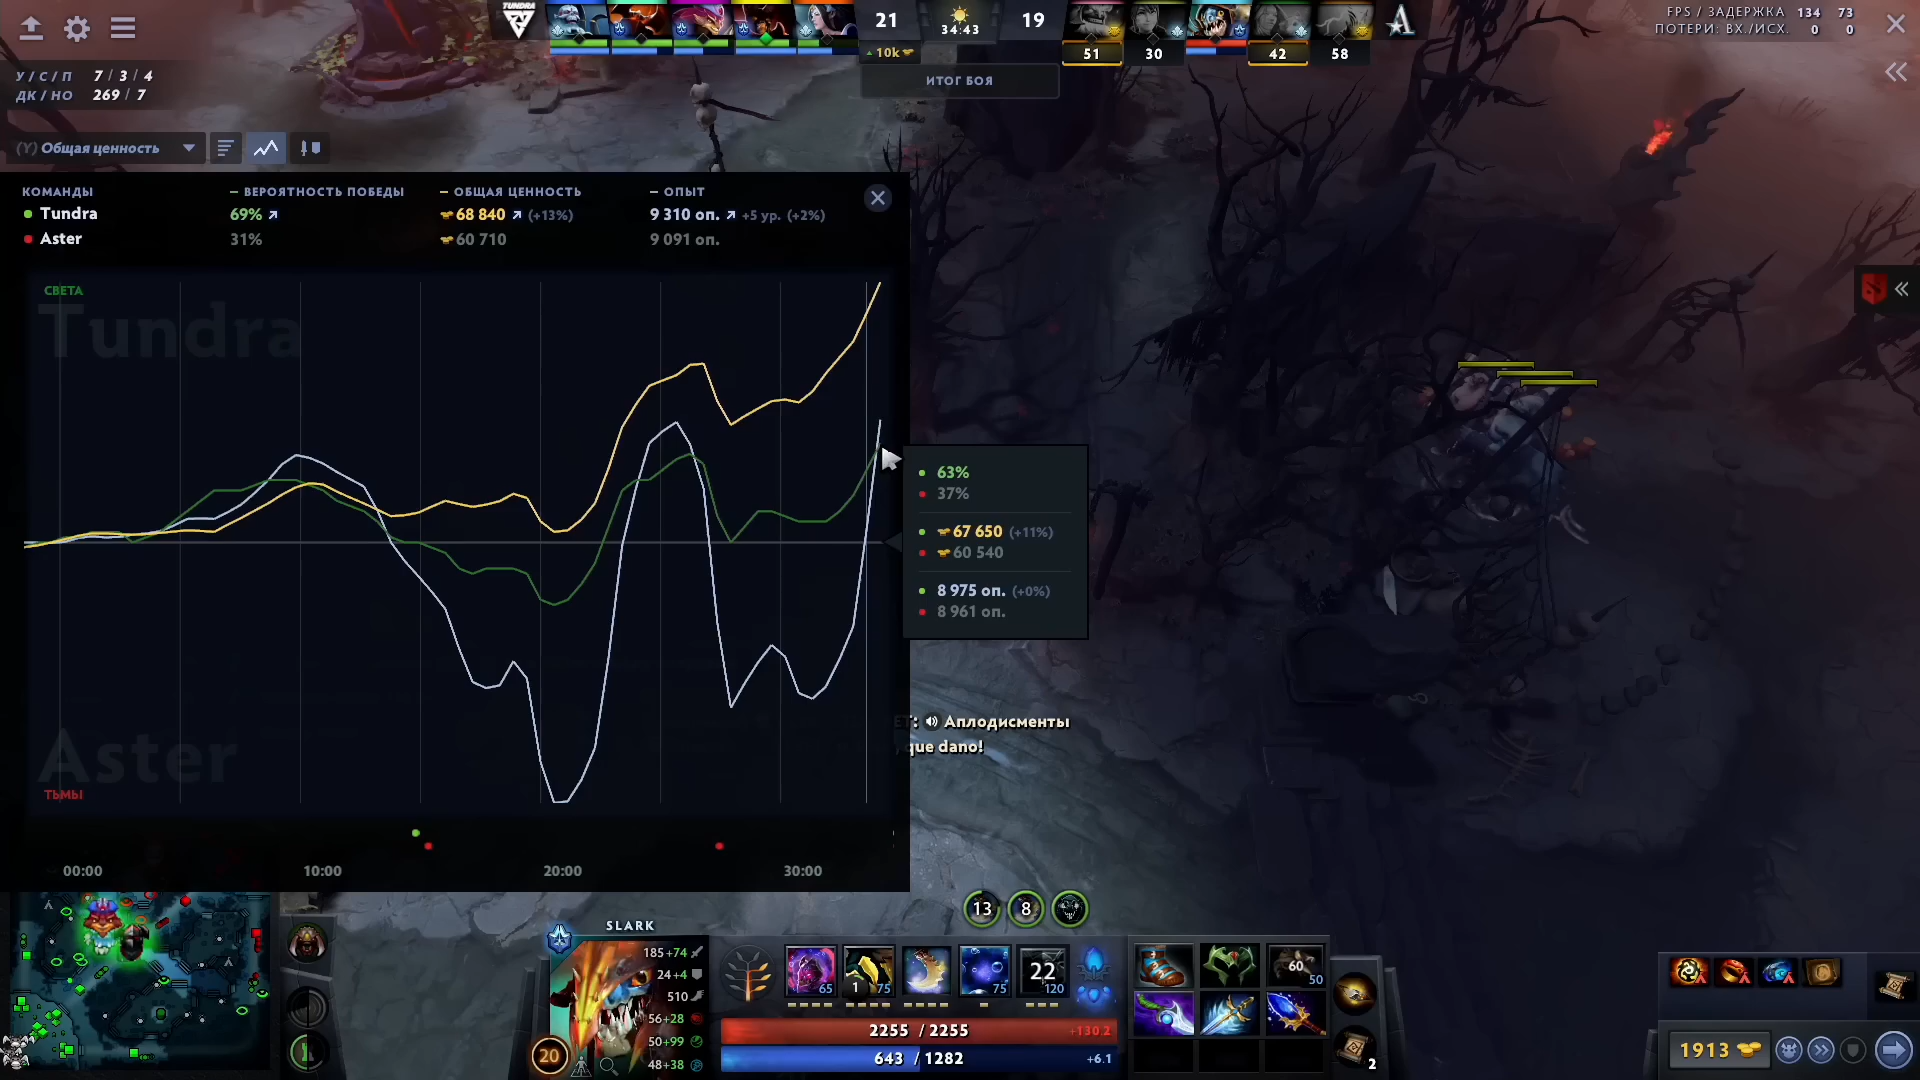 TUNDRA
21
34:43
19
10k
51
30
42
58
ИТОГ БОЯ
FPS / ЗАДЕРЖКА 134 73
ПОТЕРИ: ВХ./ИСХ. 0 0
У / С / П 7 / 3 / 4
ДК / НО 269 / 7
(Y) Общая ценность
КОМАНДЫ ВЕРОЯТНОСТЬ ПОБЕДЫ ОБЩАЯ ЦЕННОСТЬ ОПЫТ
Tundra 69% 68 840 (+13%) 9 310 оп. +5 ур. (+2%)
Aster 31% 60 710 9 091 оп.
СВЕТА
Tundra
63%
37%
67 650 (+11%)
60 540
8 975 оп. (+0%)
8 961 оп.
Аплодисменты
que dano!
Aster
ТЬМЫ
00:00 10:00 20:00 30:00
13 8
SLARK
185+74
24+4
510
56+28
50+99
48+38
20
65
1 75
75
22 120
60 50
2255 / 2255 +130.2
643 / 1282 +6.1
2
1913